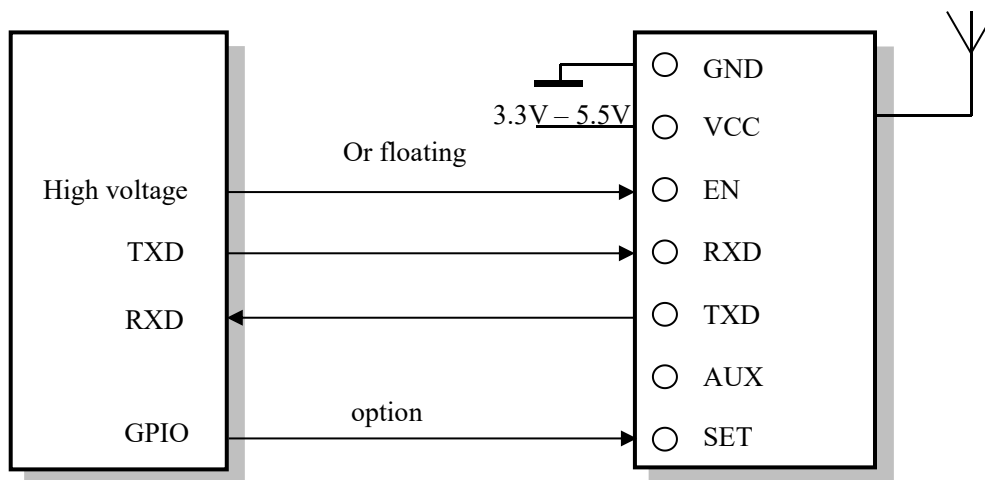 GND
3.3V – 5.5V
VCC
Or floating
High voltage
EN
TXD
RXD
RXD
TXD
AUX
option
GPIO
SET